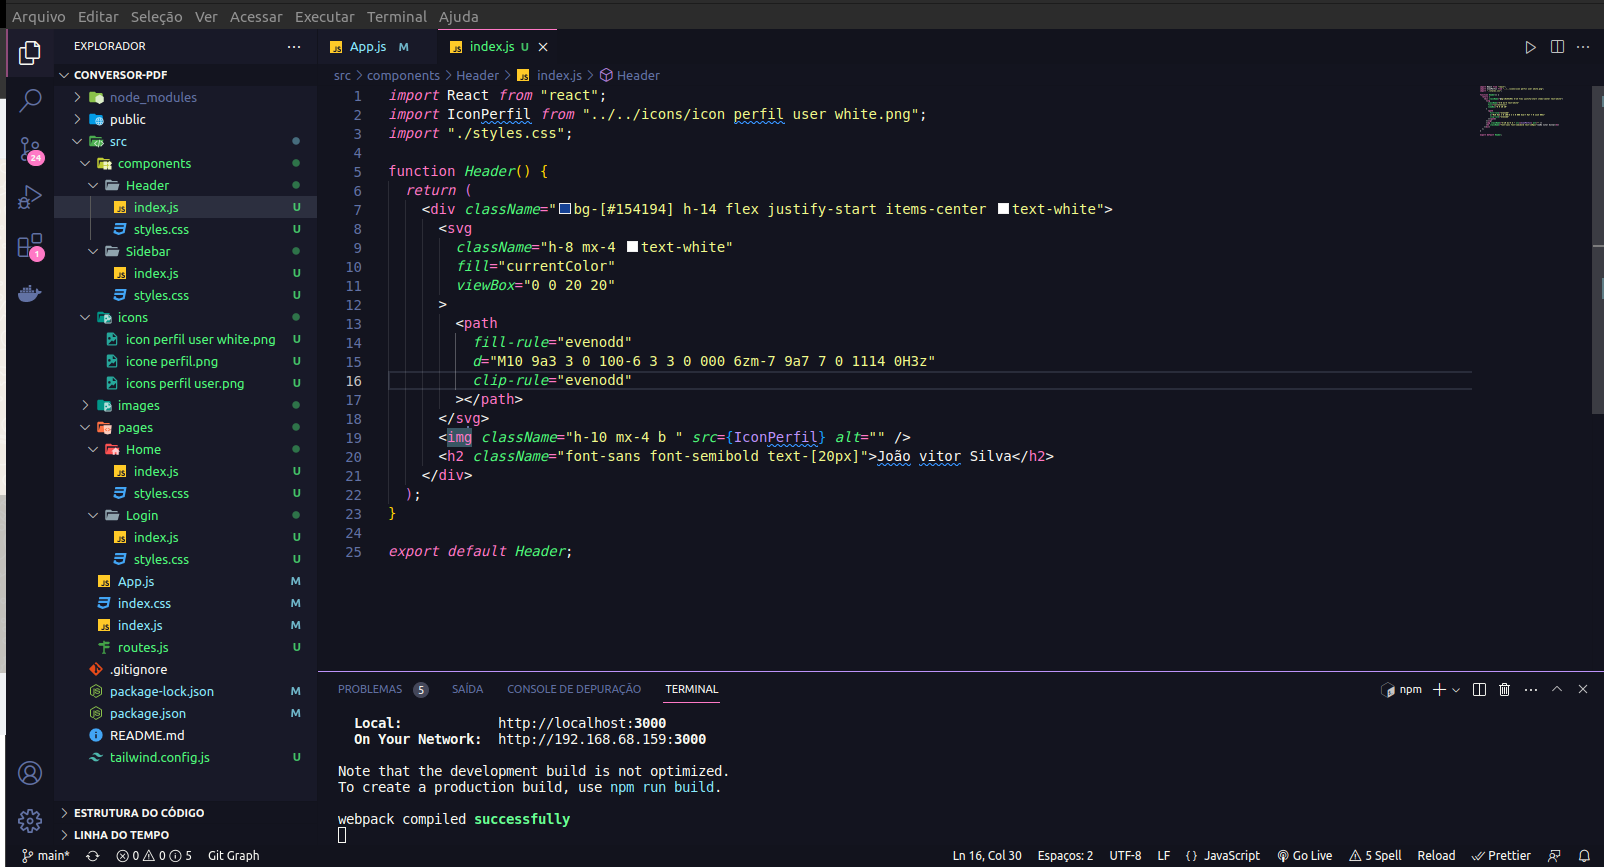 Arquivo Editar Seleção Ver Acessar Executar Terminal Ajuda
EXPLORADOR
CONVERSOR-PDF
node_modules
public
src
components
Header
index.js U
styles.css U
Sidebar
index.js U
styles.css U
icons
icon perfil user white.png U
icone perfil.png U
icons perfil user.png U
images
pages
Home
index.js U
styles.css U
Login
index.js U
styles.css U
App.js M
index.css M
index.js M
routes.js U
.gitignore
package-lock.json M
package.json M
README.md
tailwind.config.js U
ESTRUTURA DO CÓDIGO
LINHA DO TEMPO
24
1
App.js M index.js U
src > components > Header > index.js > Header
1 import React from "react";
2 import IconPerfil from "../../icons/icon perfil user white.png";
3 import "./styles.css";
4
5 function Header() {
6 return (
7 <div className="bg-[#154194] h-14 flex justify-start items-center text-white">
8 <svg
9 className="h-8 mx-4 text-white"
10 fill="currentColor"
11 viewBox="0 0 20 20"
12 >
13 <path
14 fill-rule="evenodd"
15 d="M10 9a3 3 0 100-6 3 3 0 000 6zm-7 9a7 7 0 1114 0H3z"
16 clip-rule="evenodd"
17 ></path>
18 </svg>
19 <img className="h-10 mx-4 b " src={IconPerfil} alt="" />
20 <h2 className="font-sans font-semibold text-[20px]">João vitor Silva</h2>
21 </div>
22 );
23 }
24
25 export default Header;
PROBLEMAS 5 SAÍDA CONSOLE DE DEPURAÇÃO TERMINAL npm
Local: http://localhost:3000
On Your Network: http://192.168.68.159:3000
Note that the development build is not optimized.
To create a production build, use npm run build.
webpack compiled successfully
main* 0 0 5 Git Graph Ln 16, Col 30 Espaços: 2 UTF-8 LF {} JavaScript Go Live 5 Spell Reload Prettier